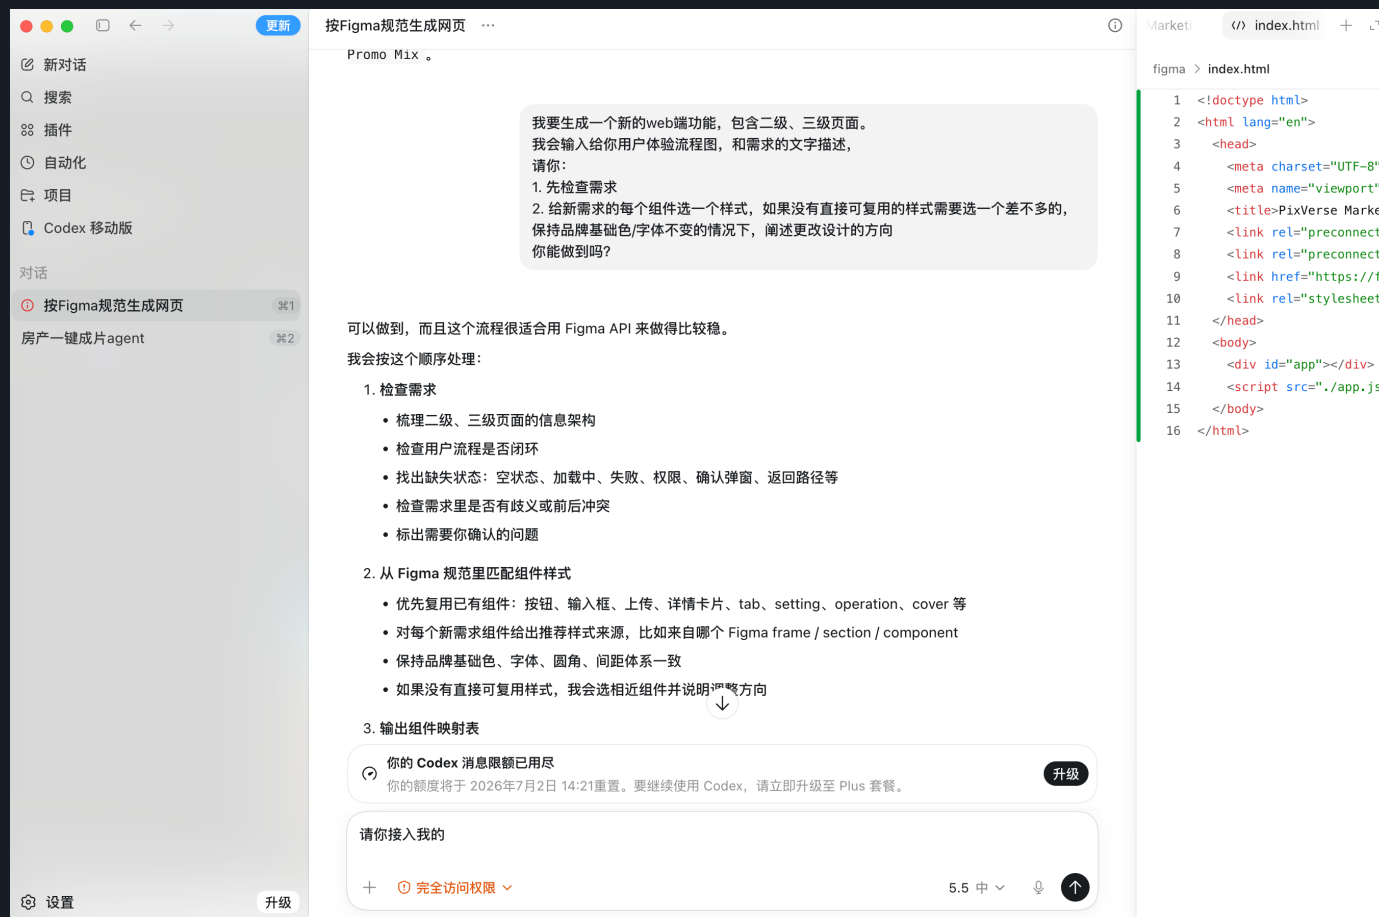 更新
新对话
搜索
插件
自动化
项目
Codex 移动版
对话
按Figma规范生成网页 ⌘1
房产一键成片agent ⌘2
设置
升级
按Figma规范生成网页 ···
Promo Mix 。
我要生成一个新的web端功能，包含二级、三级页面。
我会输入给你用户体验流程图，和需求的文字描述，
请你：
1. 先检查需求
2. 给新需求的每个组件选一个样式，如果没有直接可复用的样式需要选一个差不多的，
保持品牌基础色/字体不变的情况下，阐述更改设计的方向
你能做到吗?
可以做到，而且这个流程很适合用 Figma API 来做得比较稳。
我会按这个顺序处理：
1. 检查需求
• 梳理二级、三级页面的信息架构
• 检查用户流程是否闭环
• 找出缺失状态：空状态、加载中、失败、权限、确认弹窗、返回路径等
• 检查需求里是否有歧义或前后冲突
• 标出需要你确认的问题
2. 从 Figma 规范里匹配组件样式
• 优先复用已有组件：按钮、输入框、上传、详情卡片、tab、setting、operation、cover 等
• 对每个新需求组件给出推荐样式来源，比如来自哪个 Figma frame / section / component
• 保持品牌基础色、字体、圆角、间距体系一致
• 如果没有直接可复用样式，我会选相近组件并说明调整方向
3. 输出组件映射表
你的 Codex 消息限额已用尽
你的额度将于 2026年7月2日 14:21重置。要继续使用 Codex，请立即升级至 Plus 套餐。
升级
请你接入我的
完全访问权限
5.5 中
Marketi
index.html
figma > index.html
1 <!doctype html>
2 <html lang="en">
3 <head>
4 <meta charset="UTF-8"
5 <meta name="viewport"
6 <title>PixVerse Marke
7 <link rel="preconnect
8 <link rel="preconnect
9 <link href="https://f
10 <link rel="stylesheet
11 </head>
12 <body>
13 <div id="app"></div>
14 <script src="./app.js
15 </body>
16 </html>